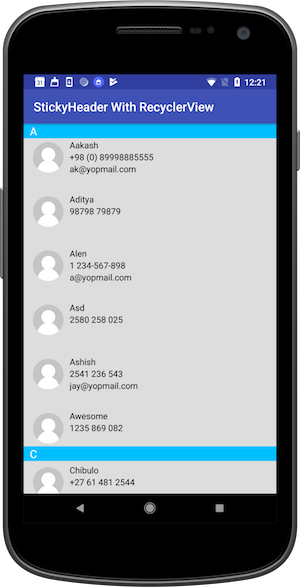 31
12:21
StickyHeader With RecyclerView
A
Aakash
+98 (0) 89998885555
ak@yopmail.com
Aditya
98798 79879
Alen
1 234-567-898
a@yopmail.com
Asd
2580 258 025
Ashish
2541 236 543
jay@yopmail.com
Awesome
1235 869 082
C
Chibulo
+27 61 481 2544